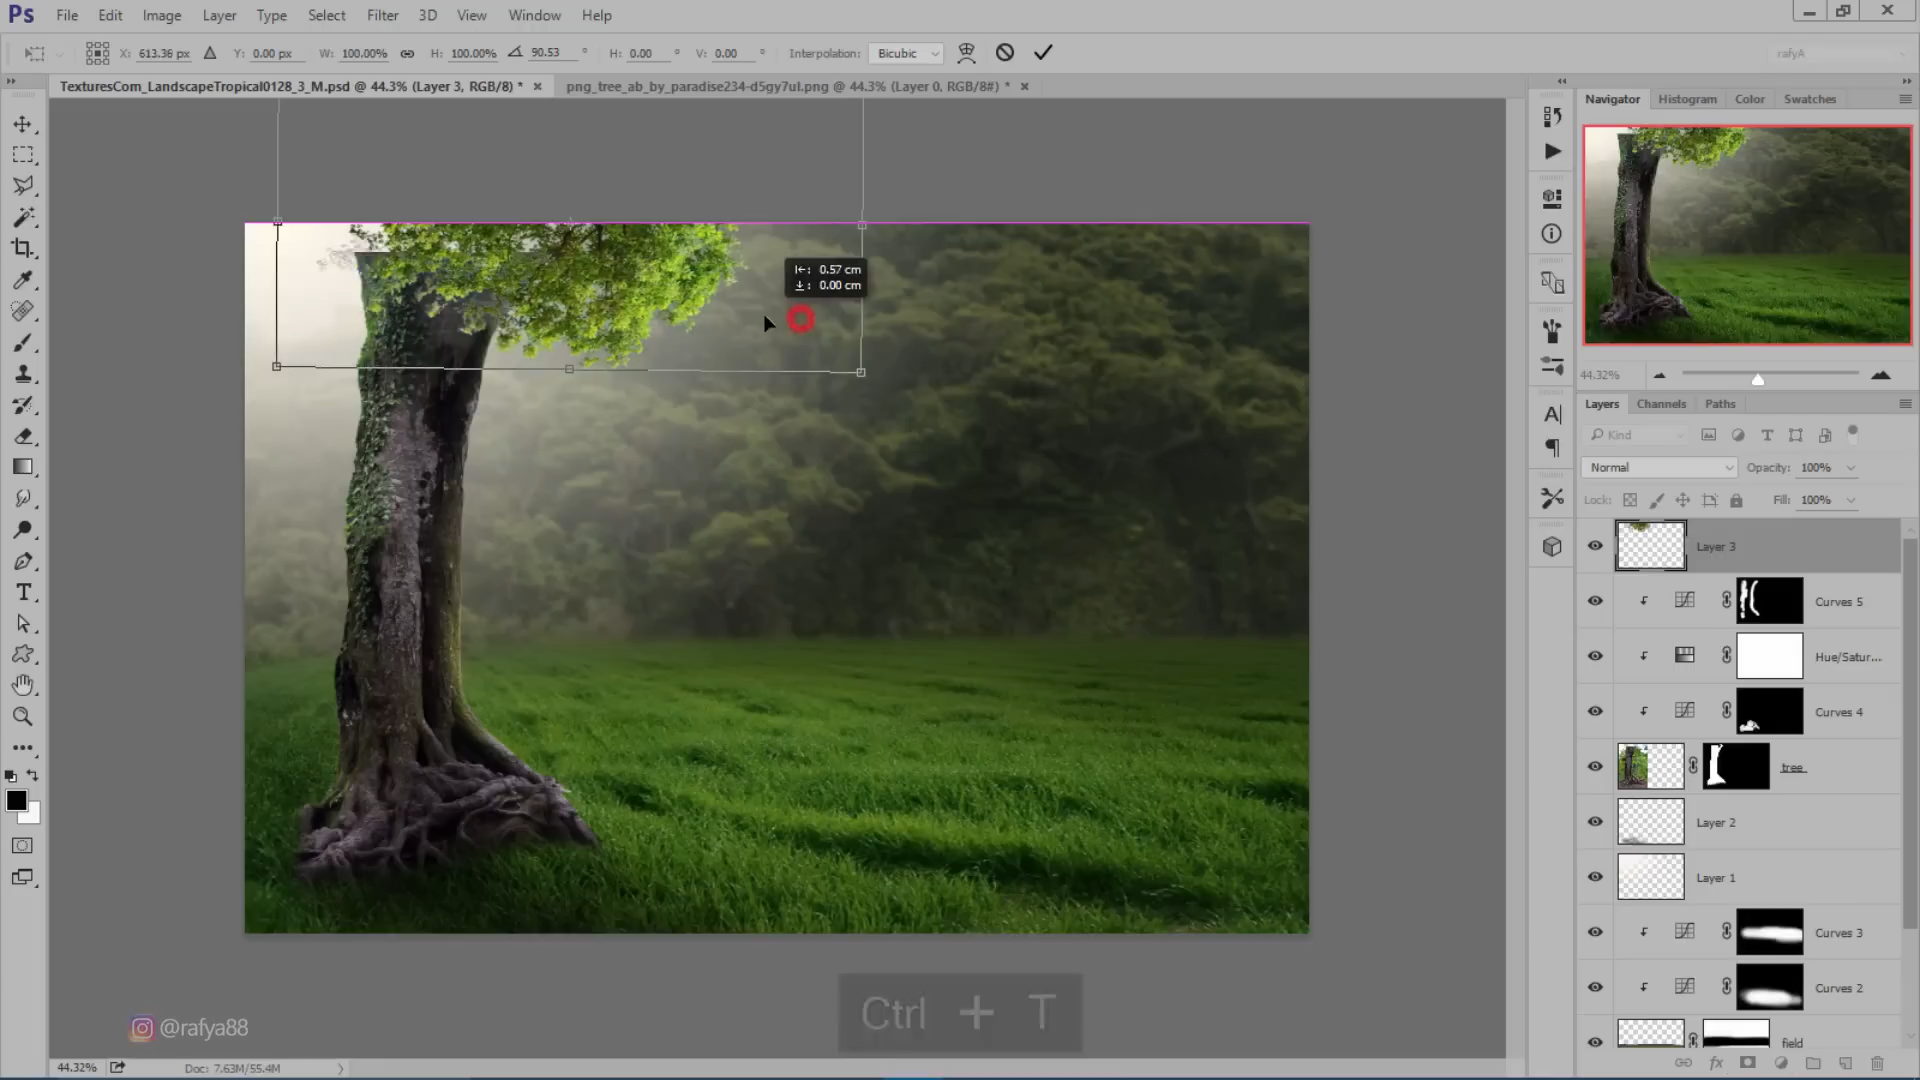 Ps File Edit Image Layer Type Select Filter 3D View Window Help
X: 613.36 px Y: 0.00 px W: 100.00% H: 100.00% 90.53 ° H: 0.00 ° V: 0.00 ° Interpolation: Bicubic rafyA
TexturesCom_LandscapeTropical0128_3_M.psd @ 44.3% (Layer 3, RGB/8) * × png_tree_ab_by_paradise234-d5gy7ul.png @ 44.3% (Layer 0, RGB/8#) * ×
Navigator Histogram Color Swatches
0.57 cm
0.00 cm
44.32%
Layers Channels Paths
Kind
Normal Opacity: 100%
Lock: Fill: 100%
Layer 3
Curves 5
Hue/Satur...
Curves 4
tree
Layer 2
Layer 1
Curves 3
Curves 2
field
Ctrl + T
@rafya88
44.32% Doc: 7.63M/55.4M